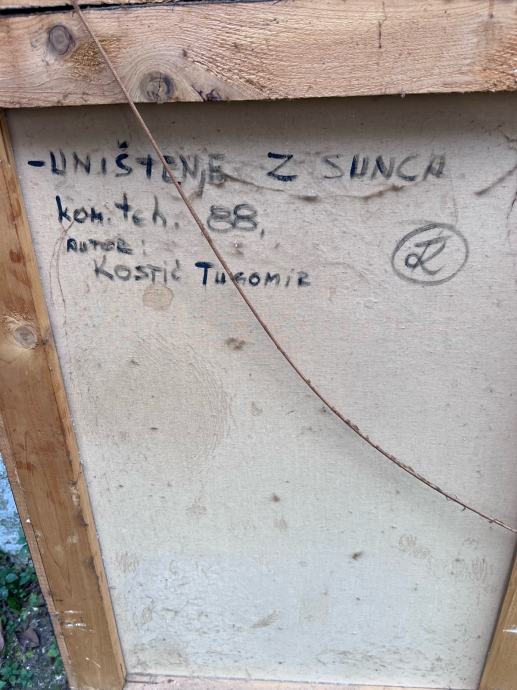 - UNIŠTENJE Z SUNCA
kom. teh. 88,
AUTOR:
KOSTIĆ TUGOMIR